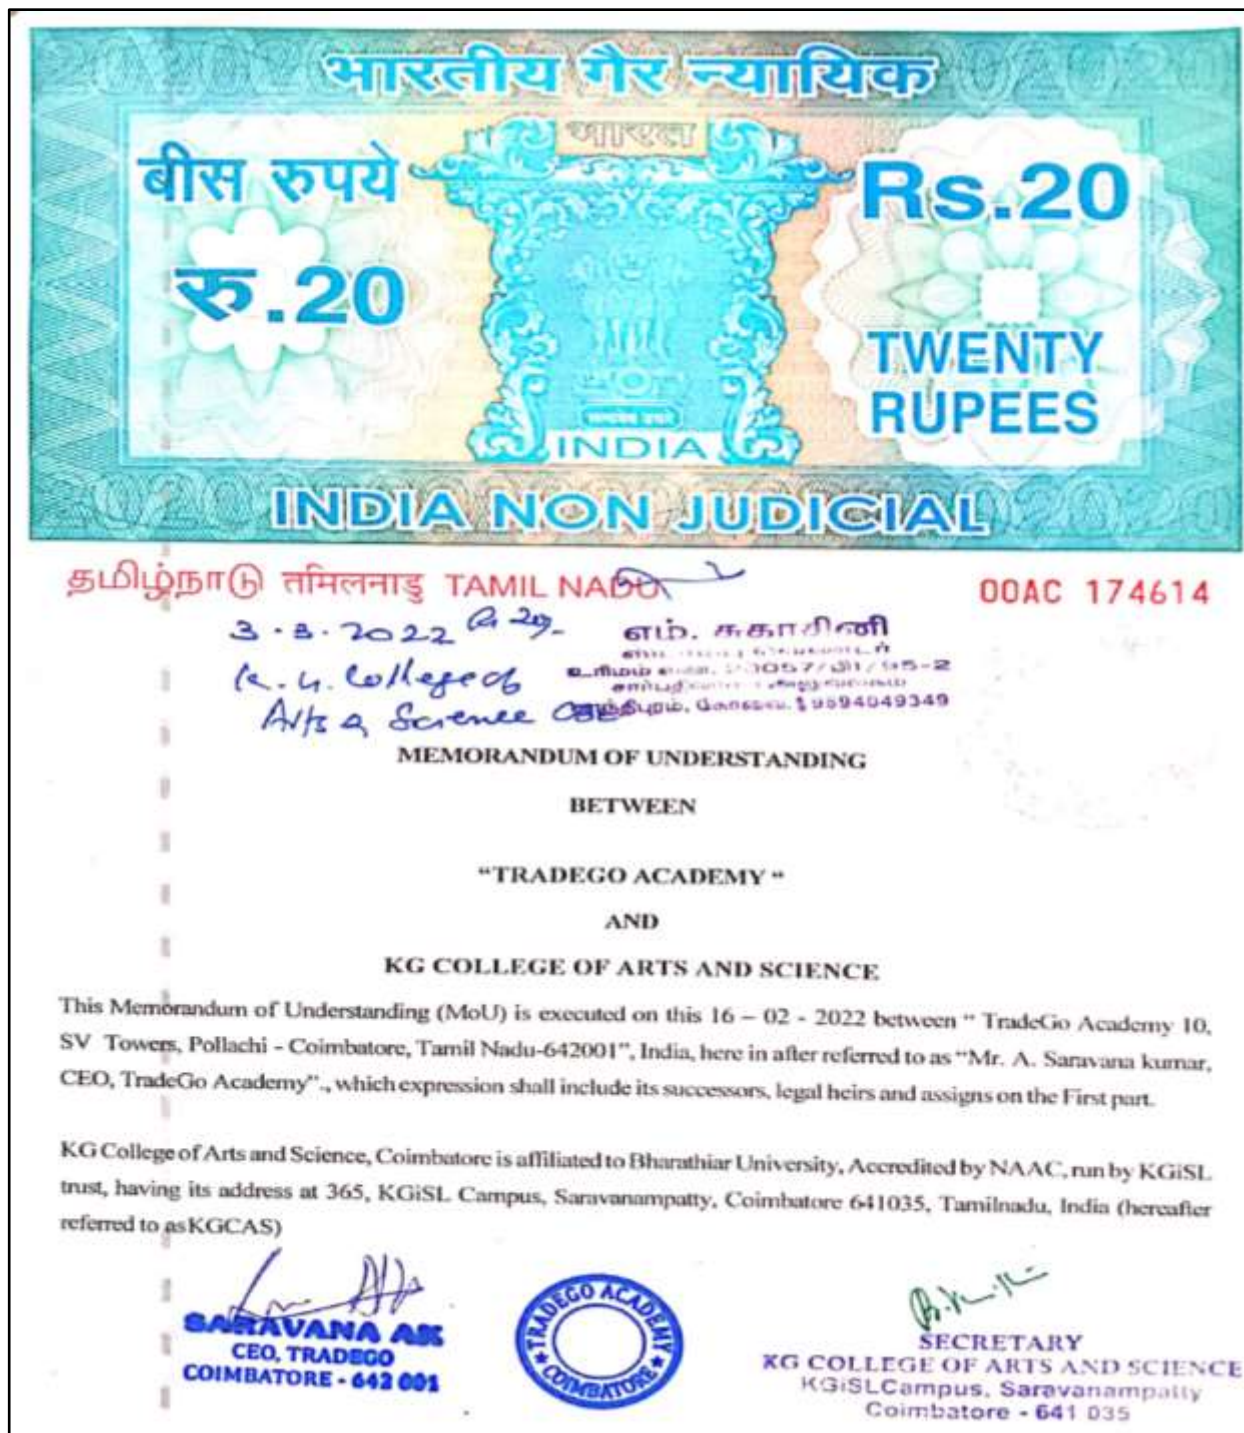 भारतीय गैर न्यायिक
भारत
बीस रुपये
रु.20
Rs.20
TWENTY
RUPEES
सत्यमेव जयते
INDIA
INDIA NON JUDICIAL
தமிழ்நாடு तमिलनाडु TAMIL NADU
00AC 174614
3.3.2022
Arts & Science
எம். சுகாசினி
9894049349
MEMORANDUM OF UNDERSTANDING
BETWEEN
“TRADEGO ACADEMY “
AND
KG COLLEGE OF ARTS AND SCIENCE
This Memorandum of Understanding (MoU) is executed on this 16 – 02 - 2022 between “ TradeGo Academy 10,
SV Towers, Pollachi - Coimbatore, Tamil Nadu-642001”, India, here in after referred to as “Mr. A. Saravana kumar,
CEO, TradeGo Academy”., which expression shall include its successors, legal heirs and assigns on the First part.
KG College of Arts and Science, Coimbatore is affiliated to Bharathiar University, Accredited by NAAC, run by KGiSL
trust, having its address at 365, KGiSL Campus, Saravanampatty, Coimbatore 641035, Tamilnadu, India (hereafter
referred to as KGCAS)
SARAVANA AK
CEO, TRADEGO
COIMBATORE - 642 001
TRADEGO ACADEMY
COIMBATORE
SECRETARY
KG COLLEGE OF ARTS AND SCIENCE
KGiSL Campus, Saravanampatty
Coimbatore - 641 035